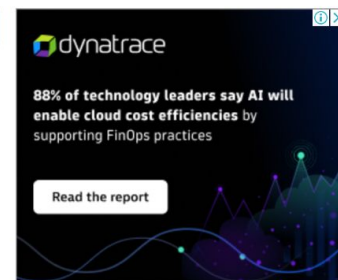 dynatrace
88% of technology leaders say AI will
enable cloud cost efficiencies by
supporting FinOps practices
Read the report